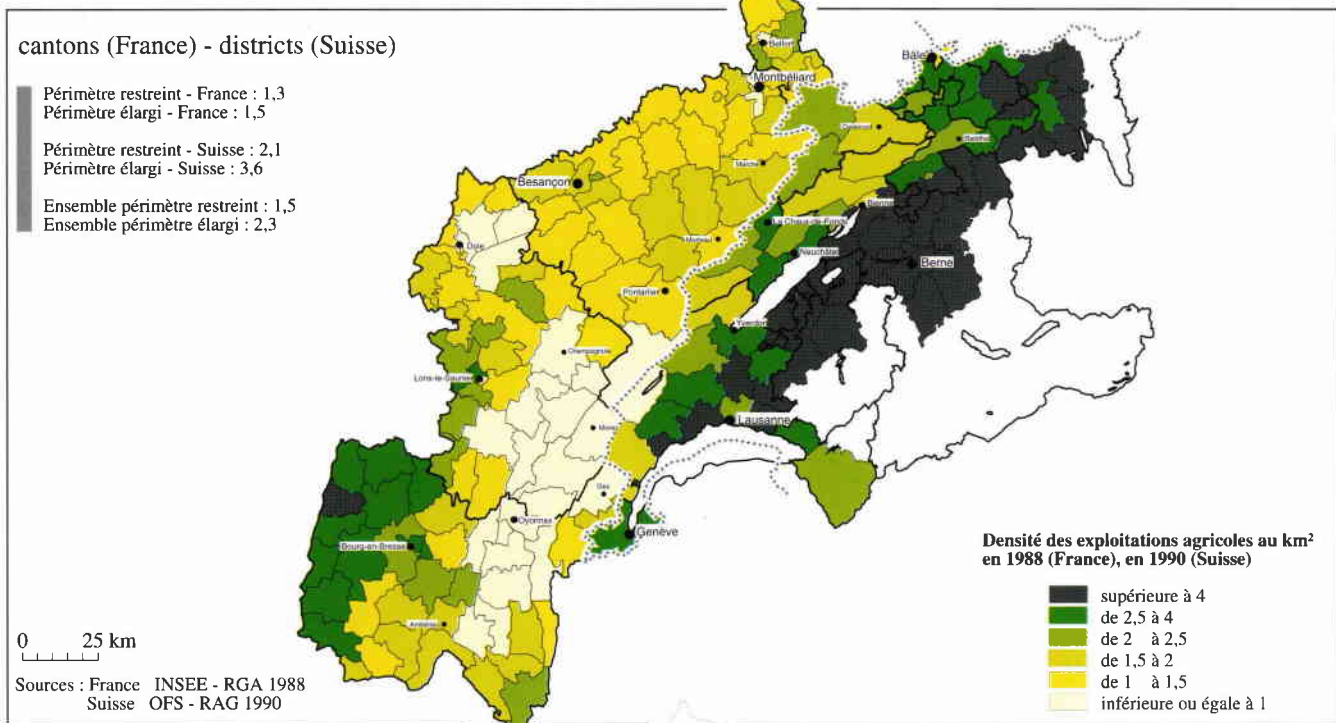 cantons (France) - districts (Suisse)
Périmètre restreint - France : 1,3
Périmètre élargi - France : 1,5
Périmètre restreint - Suisse : 2,1
Périmètre élargi - Suisse : 3,6
Ensemble périmètre restreint : 1,5
Ensemble périmètre élargi : 2,3
Belfort
Montbéliard
Bâle
Delémont
Balsthal
Maîche
Besançon
Bienne
La Chaux-de-Fonds
Morteau
Neuchâtel
Berne
Dole
Pontarlier
Yverdon
Champagnole
Lons-le-Saunier
Lausanne
Morez
Gex
Oyonnax
Genève
Bourg-en-Bresse
Ambérieu
Densité des exploitations agricoles au km²
en 1988 (France), en 1990 (Suisse)
supérieure à 4
de 2,5 à 4
de 2 à 2,5
de 1,5 à 2
de 1 à 1,5
inférieure ou égale à 1
0 25 km
Sources : France INSEE - RGA 1988
Suisse OFS - RAG 1990